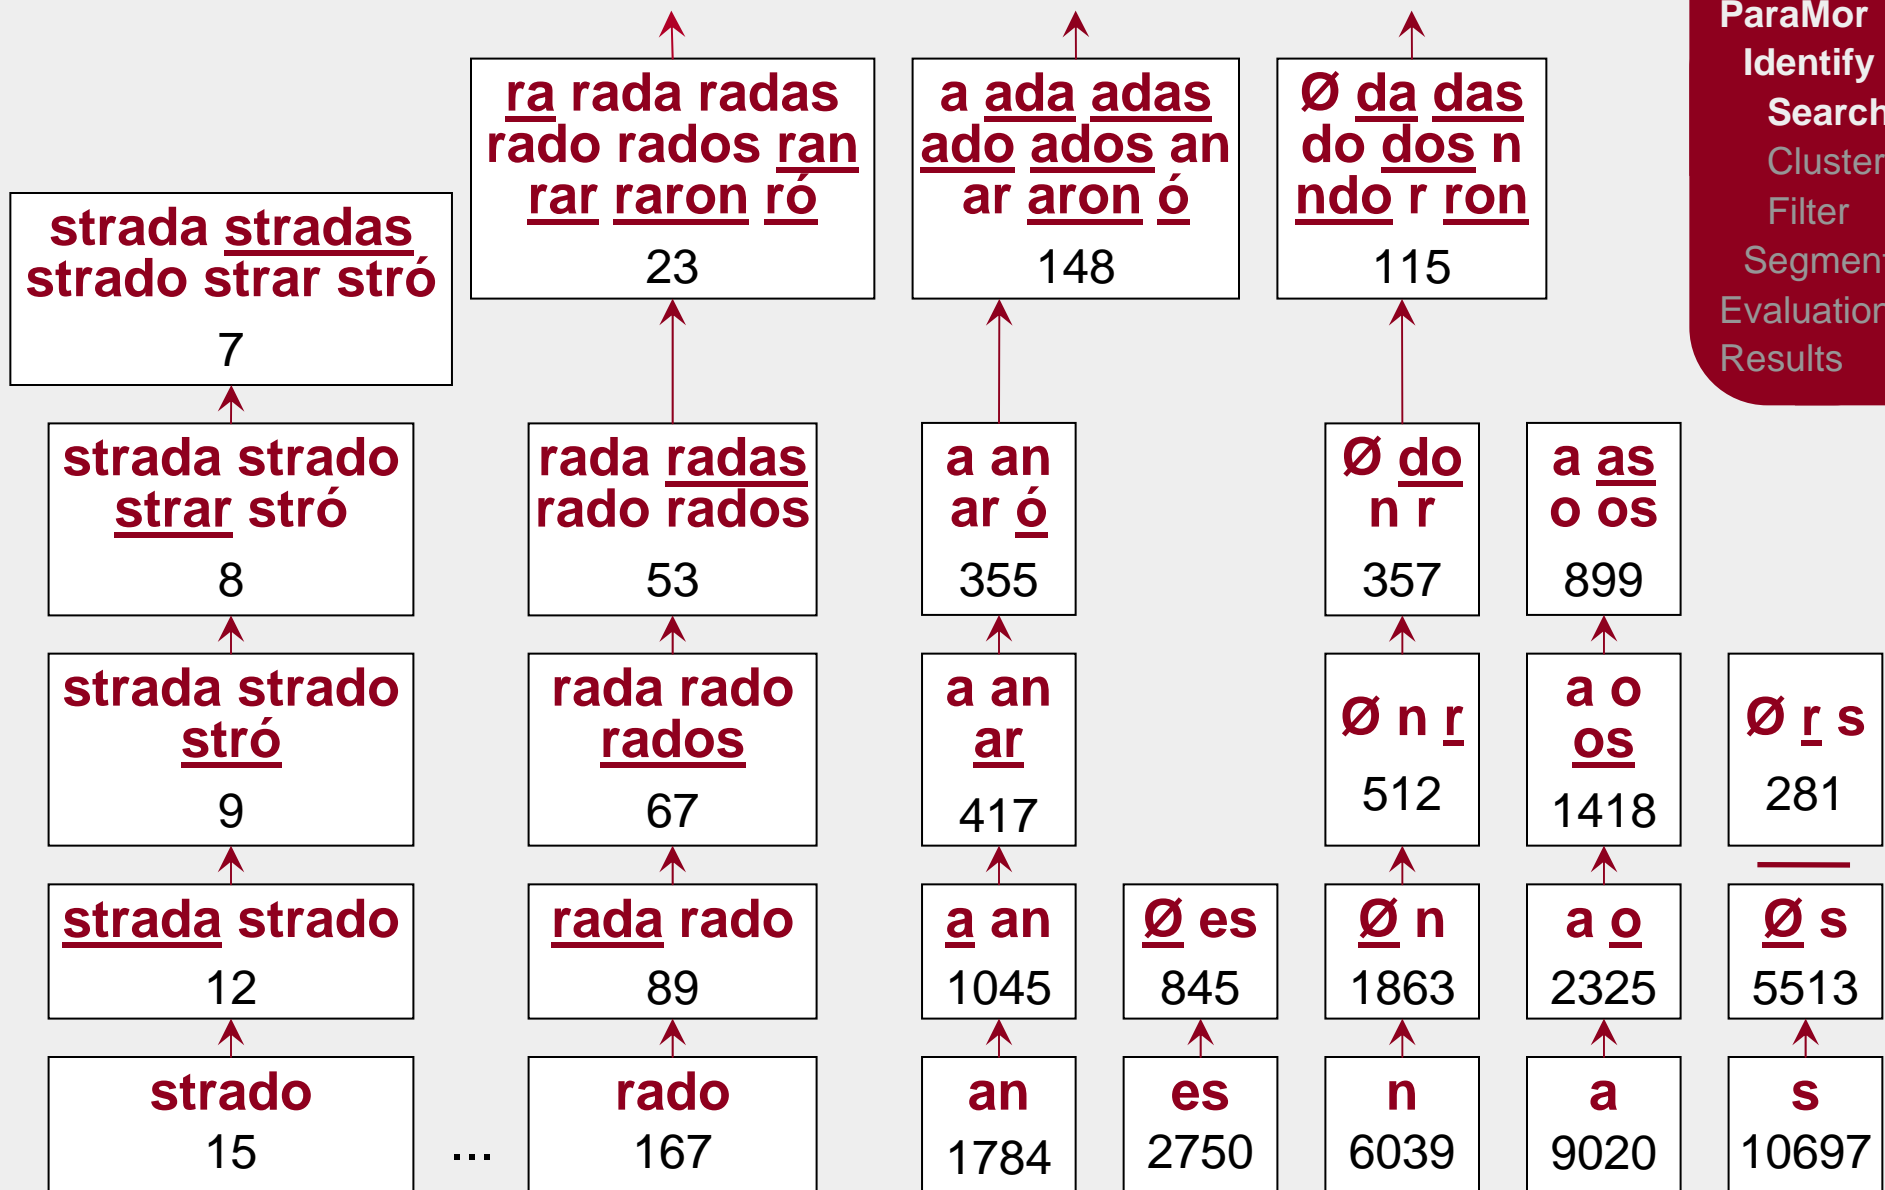 ParaMor
Identify
Search
Cluster
Filter
Segment
Evaluation
Results
ra rada radas
rado rados ran
rar raron ró
23
a ada adas
ado ados an
ar aron ó
148
Ø da das
do dos n
ndo r ron
115
strada stradas
strado strar stró
7
strada strado
strar stró
8
rada radas
rado rados
53
a an
ar ó
355
Ø do
n r
357
a as
o os
899
strada strado
stró
9
rada rado
rados
67
a an
ar
417
Ø n r
512
a o
os
1418
Ø r s
281
strada strado
12
rada rado
89
a an
1045
Ø es
845
Ø n
1863
a o
2325
Ø s
5513
strado
15
...
rado
167
an
1784
es
2750
n
6039
a
9020
s
10697